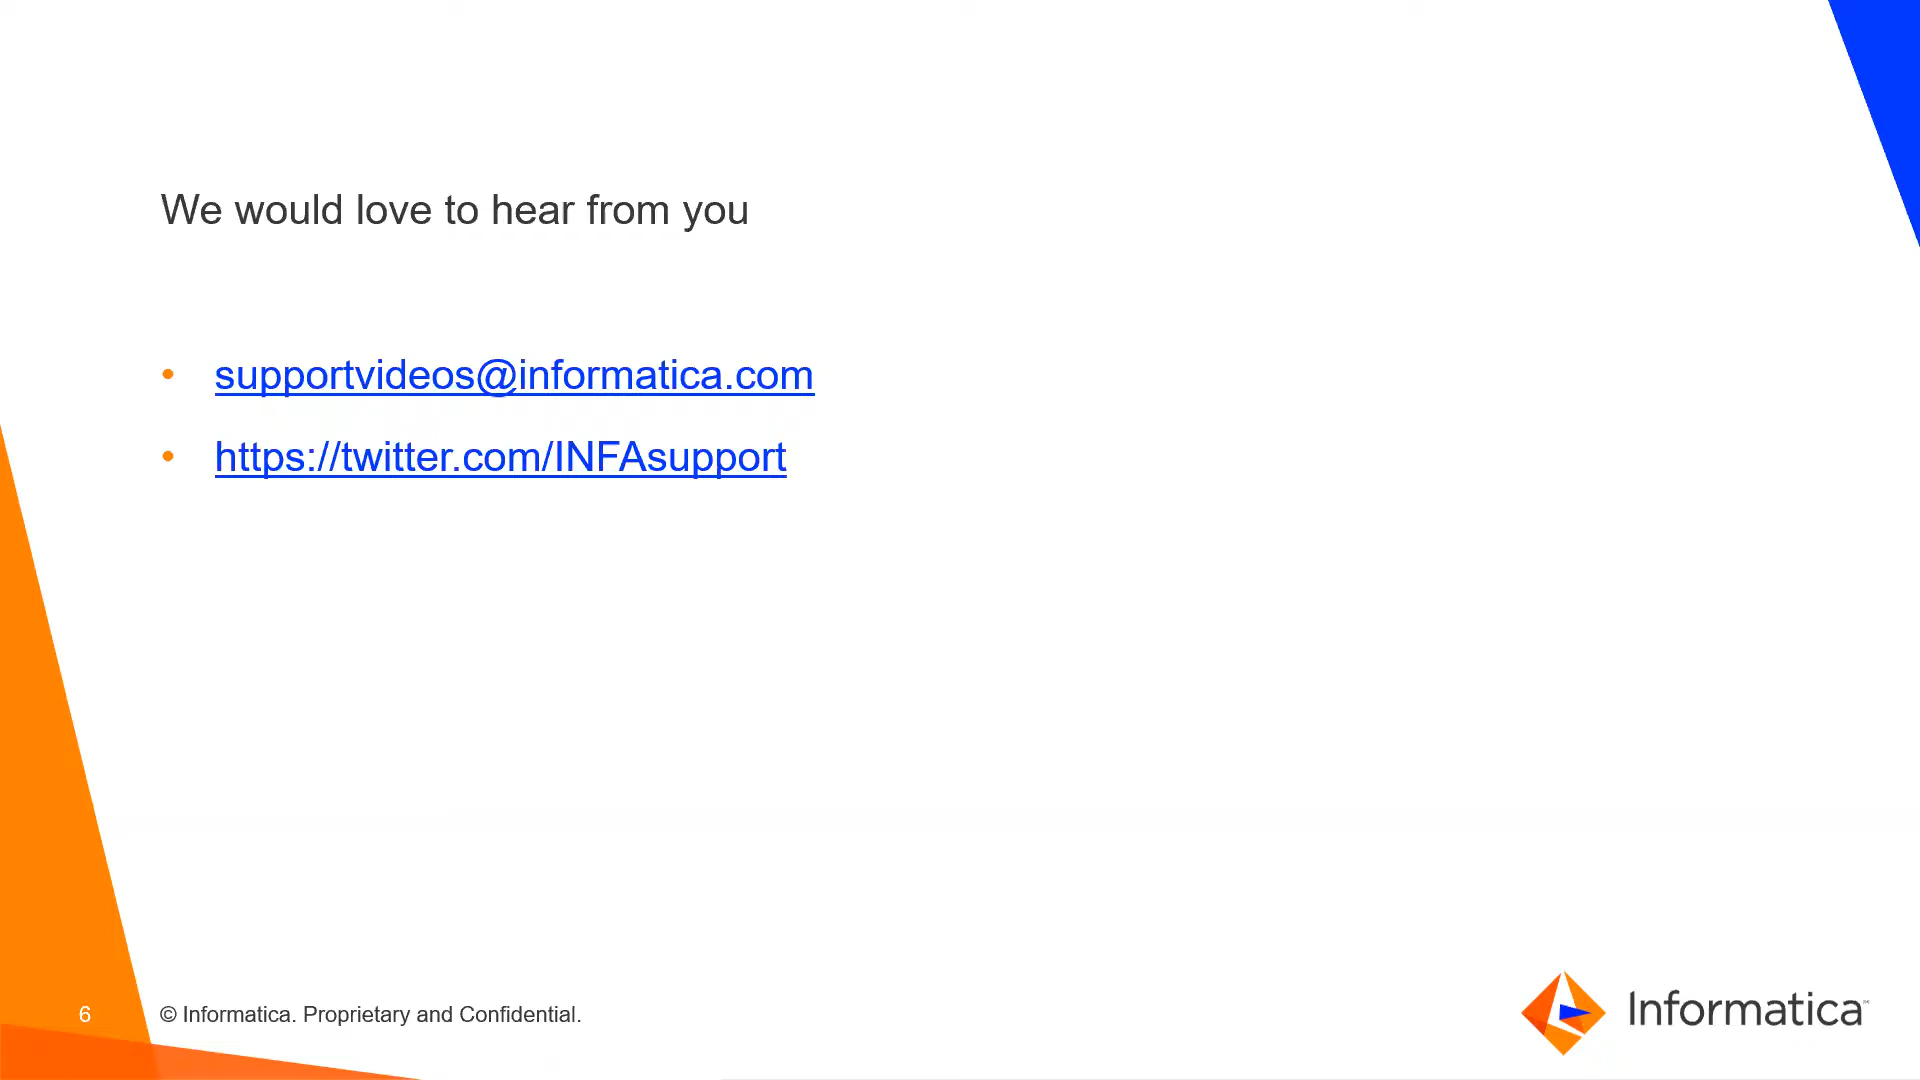 We would love to hear from you
• supportvideos@informatica.com
• https://twitter.com/INFAsupport
6 © Informatica. Proprietary and Confidential.
Informatica™